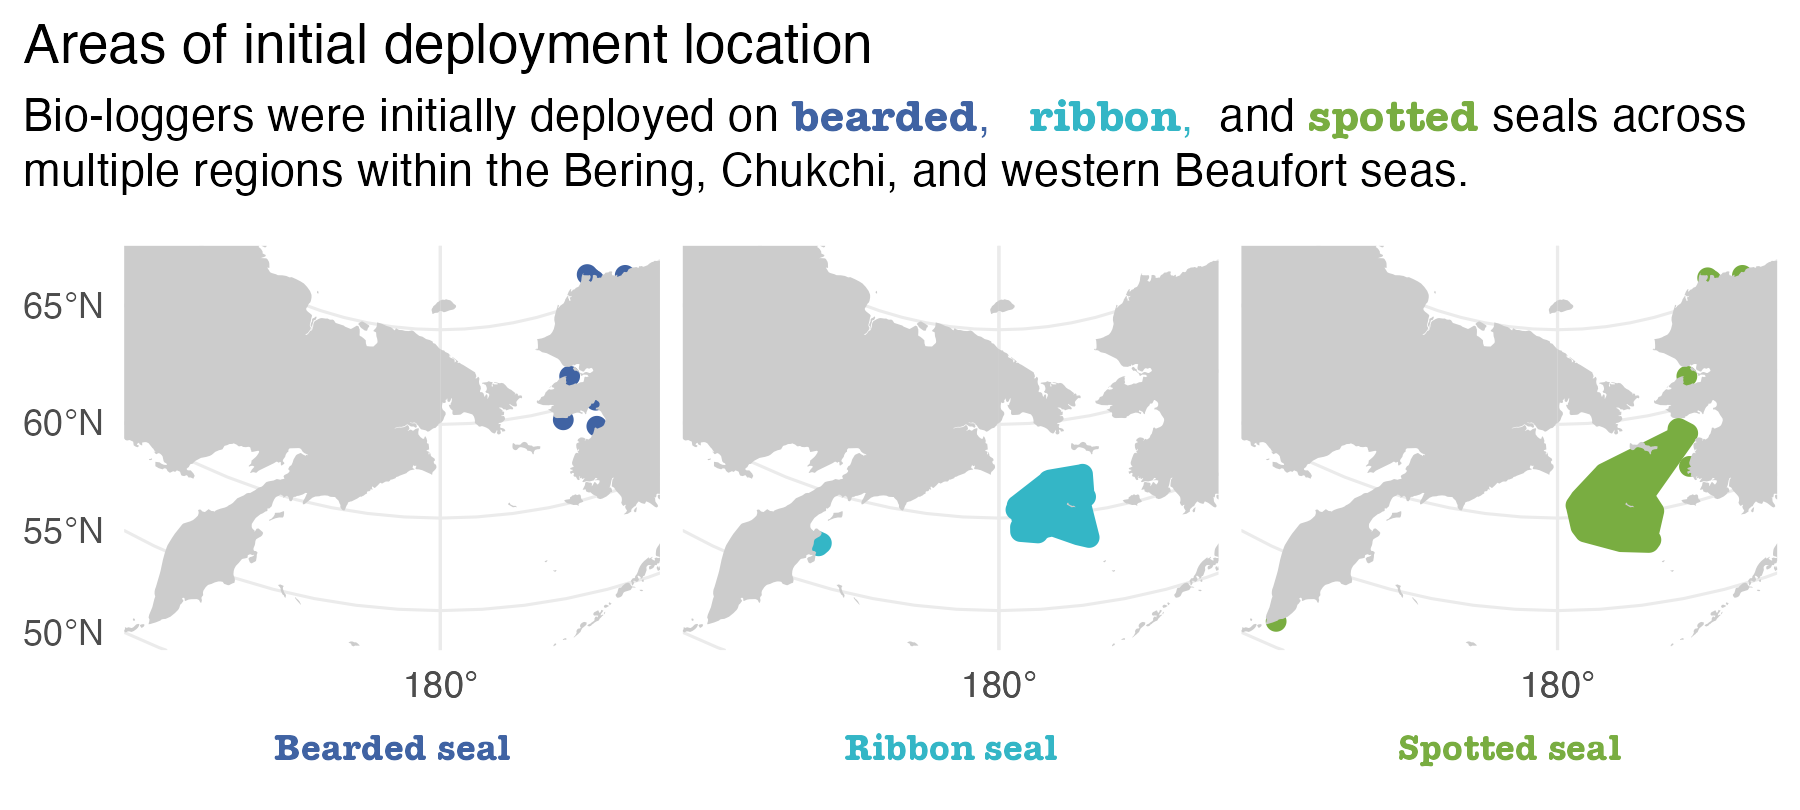 Areas of initial deployment location
Bio-loggers were initially deployed on bearded, ribbon, and spotted seals across
multiple regions within the Bering, Chukchi, and western Beaufort seas.
65°N
60°N
55°N
50°N
180° 180° 180°
Bearded seal Ribbon seal Spotted seal